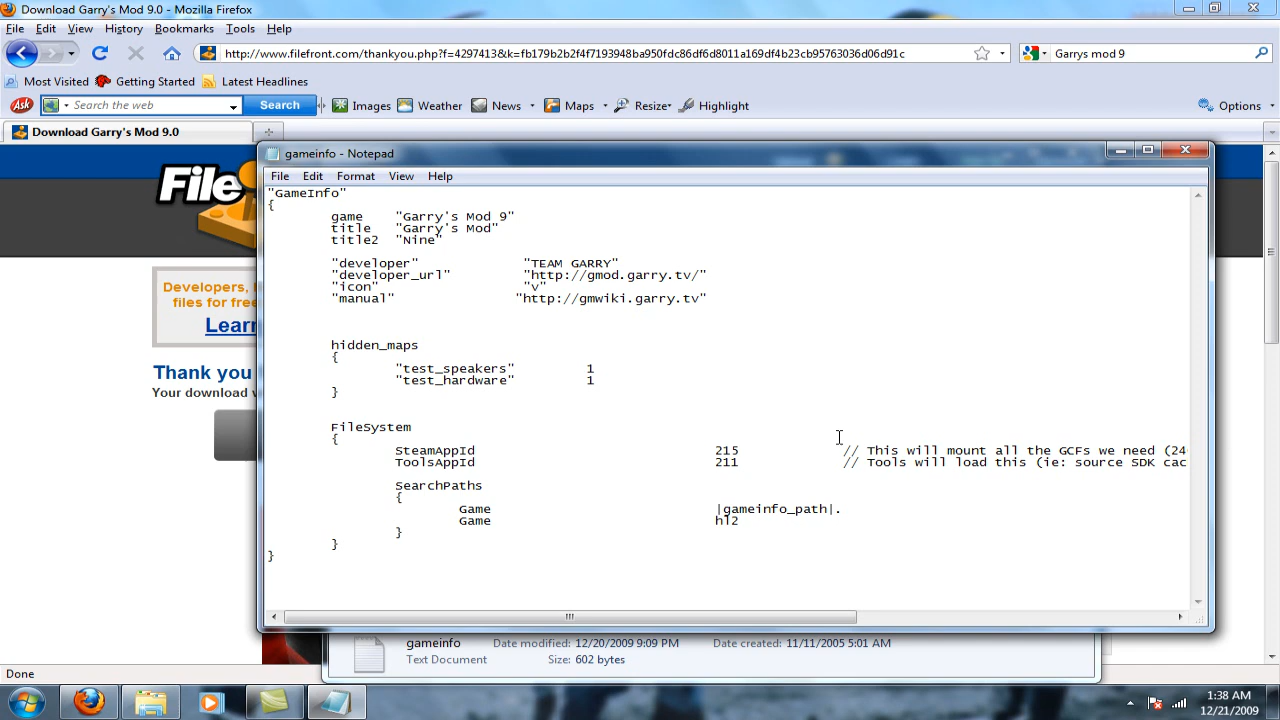 Download Garry's Mod 9.0 - Mozilla Firefox
File Edit View History Bookmarks Tools Help
http://www.filefront.com/thankyou.php?f=4297413&k=fb179b2b2f4f7193948ba950fdc86df6d8011a169df4b23cb95763036d06d91c
Garrys mod 9
Most Visited Getting Started Latest Headlines
Ask Search the web Search Images Weather News Maps Resize Highlight Options
Download Garry's Mod 9.0
File
Developers,
files for free
Learn
Thank you
Your download
gameinfo - Notepad
File Edit Format View Help
"GameInfo"
{
game "Garry's Mod 9"
title "Garry's Mod"
title2 "Nine"
"developer" "TEAM GARRY"
"developer_url" "http://gmod.garry.tv/"
"icon" "v"
"manual" "http://gmwiki.garry.tv"
hidden_maps
{
"test_speakers" 1
"test_hardware" 1
}
FileSystem
{
SteamAppId 215 // This will mount all the GCFs we need (24
ToolsAppId 211 // Tools will load this (ie: source SDK cac
SearchPaths
{
Game |gameinfo_path|.
Game hl2
}
}
}
gameinfo Date modified: 12/20/2009 9:09 PM Date created: 11/11/2005 5:01 AM
Text Document Size: 602 bytes
Done
1:38 AM
12/21/2009